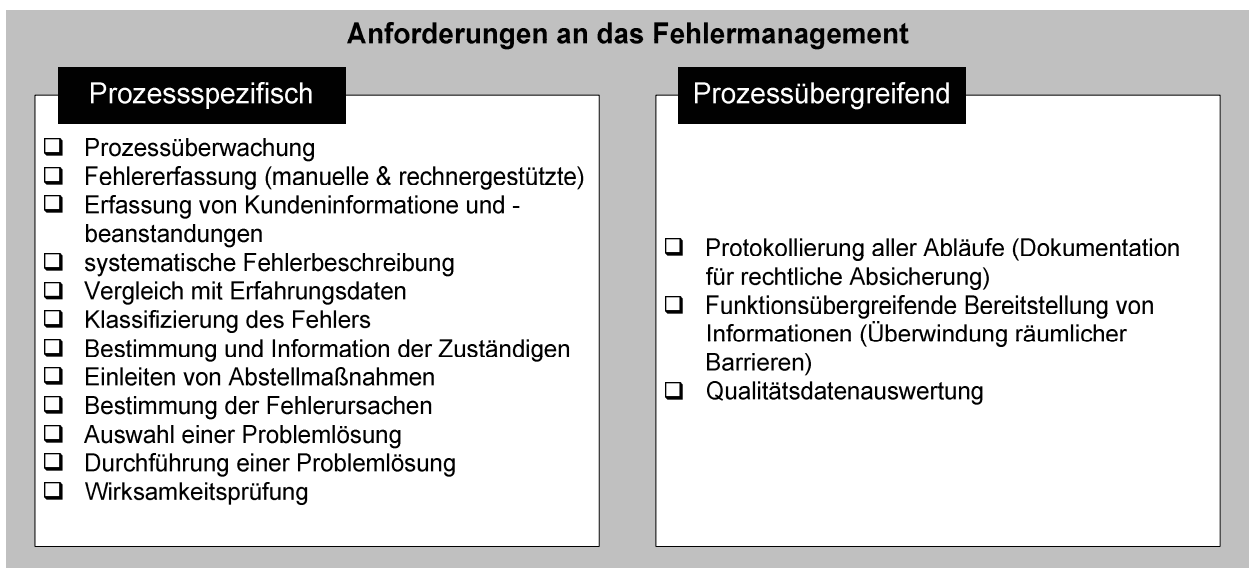 Anforderungen an das Fehlermanagement
Prozessspezifisch
❑ Prozessüberwachung
❑ Fehlererfassung (manuelle & rechnergestützte)
❑ Erfassung von Kundeninformatione und -
beanstandungen
❑ systematische Fehlerbeschreibung
❑ Vergleich mit Erfahrungsdaten
❑ Klassifizierung des Fehlers
❑ Bestimmung und Information der Zuständigen
❑ Einleiten von Abstellmaßnahmen
❑ Bestimmung der Fehlerursachen
❑ Auswahl einer Problemlösung
❑ Durchführung einer Problemlösung
❑ Wirksamkeitsprüfung
Prozessübergreifend
❑ Protokollierung aller Abläufe (Dokumentation
für rechtliche Absicherung)
❑ Funktionsübergreifende Bereitstellung von
Informationen (Überwindung räumlicher
Barrieren)
❑ Qualitätsdatenauswertung